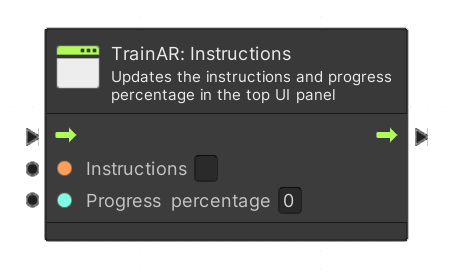 TrainAR: Instructions
Updates the instructions and progress
percentage in the top UI panel
Instructions
Progress percentage 0